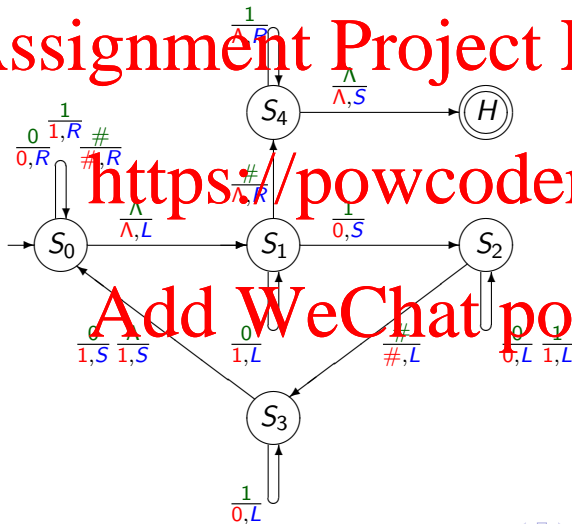 1
Λ,R
Assignment Project
Λ
Λ,S
S4
H
1
1,R
0
0,R
#
#,R
#
Λ,R
https://powcoder
Λ
Λ,L
1
0,S
S0
S1
S2
Add WeChat po
0
1,S
Λ
1,S
0
1,L
#
#,L
0
0,L
1
1,L
S3
1
0,L